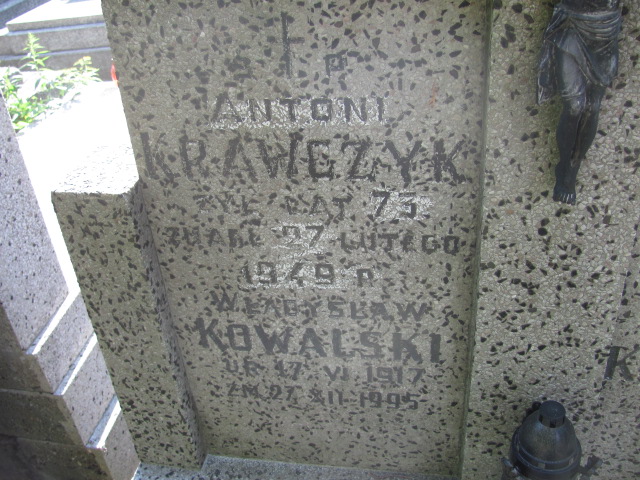 Ś † P
ANTONI
KRAWCZYK
ŻYŁ LAT 73
ZMARŁ 27 LUTEGO
1949 R
WŁADYSŁAW
KOWALSKI
UR 17 VI 1917
ZM 27 XII 1995